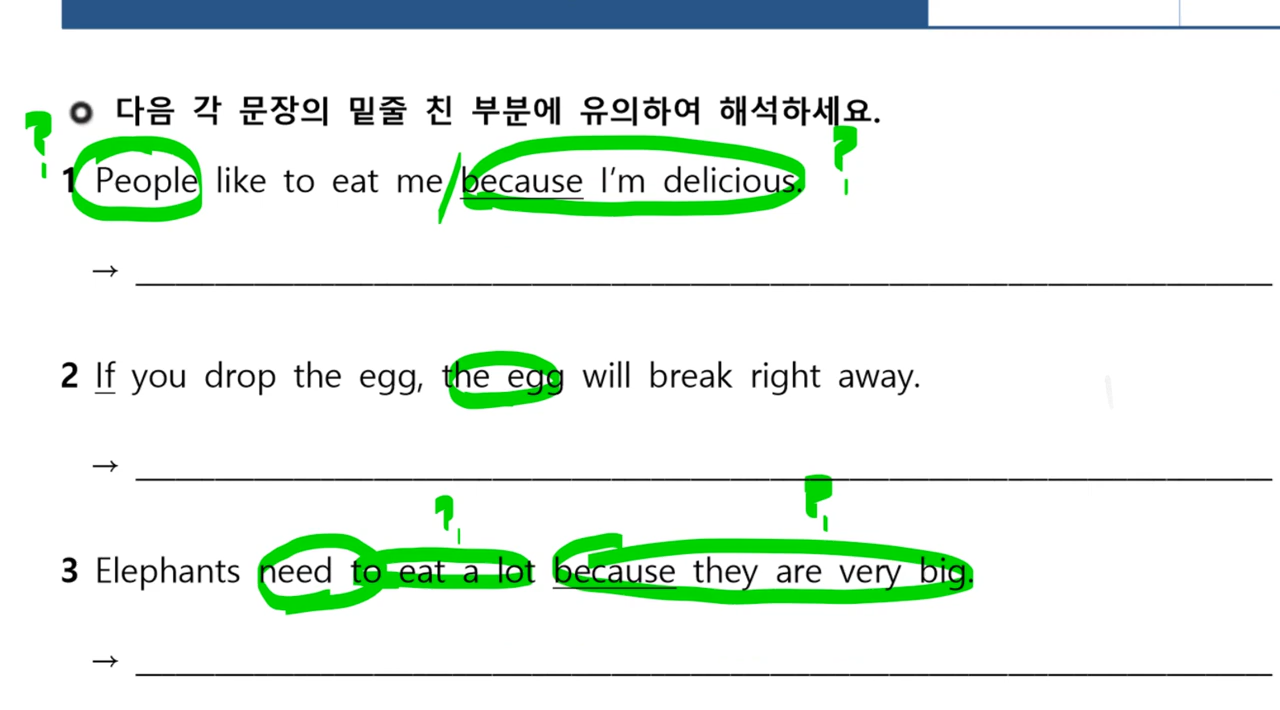 다음 각 문장의 밑줄 친 부분에 유의하여 해석하세요.
? ?
1 People like to eat me / because I'm delicious.
→
2 If you drop the egg, the egg will break right away.
→
? ?
3 Elephants need to eat a lot because they are very big.
→